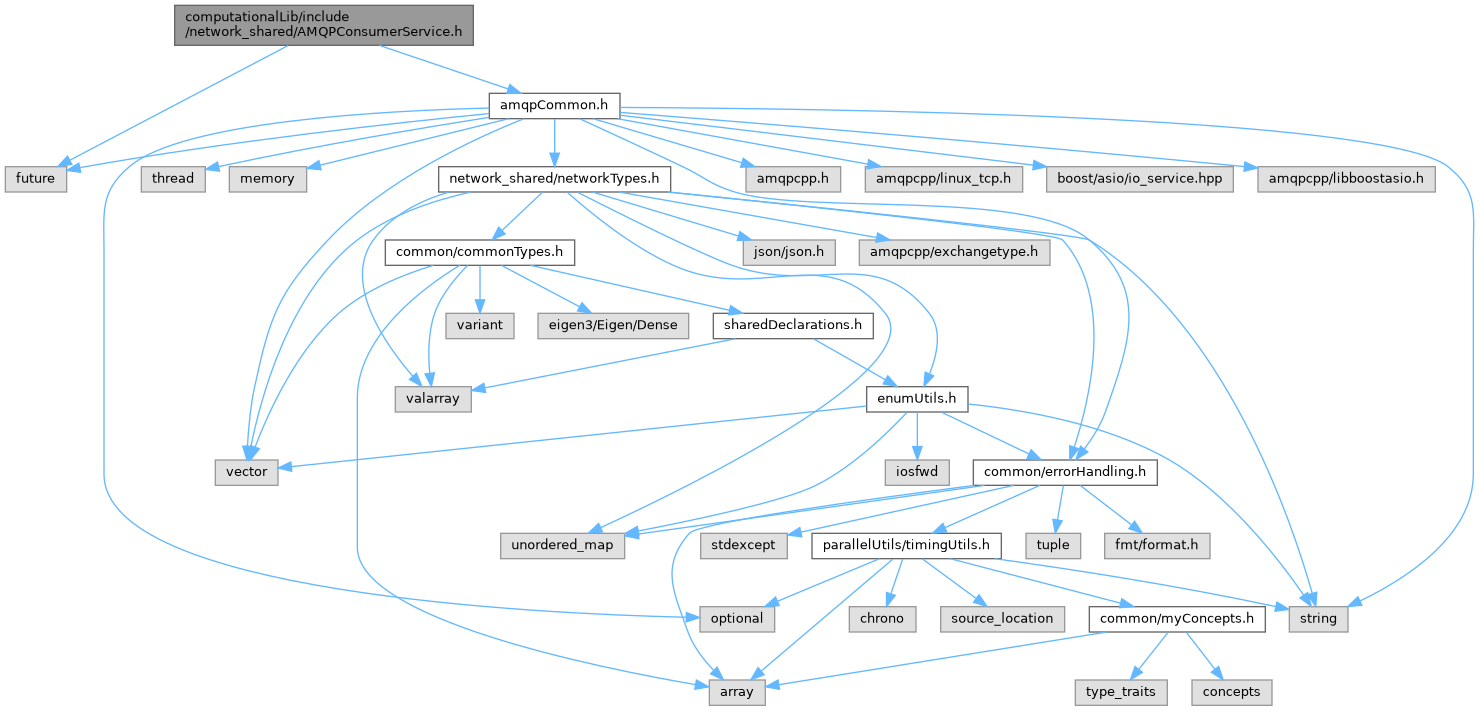 computationalLib/include
/network_shared/AMQPConsumerService.h
amqpCommon.h
future
thread
memory
network_shared/networkTypes.h
amqpcpp.h
amqpcpp/linux_tcp.h
boost/asio/io_service.hpp
amqpcpp/libboostasio.h
common/commonTypes.h
json/json.h
amqpcpp/exchangetype.h
variant
eigen3/Eigen/Dense
sharedDeclarations.h
valarray
enumUtils.h
vector
iosfwd
common/errorHandling.h
unordered_map
stdexcept
parallelUtils/timingUtils.h
tuple
fmt/format.h
optional
chrono
source_location
common/myConcepts.h
string
array
type_traits
concepts